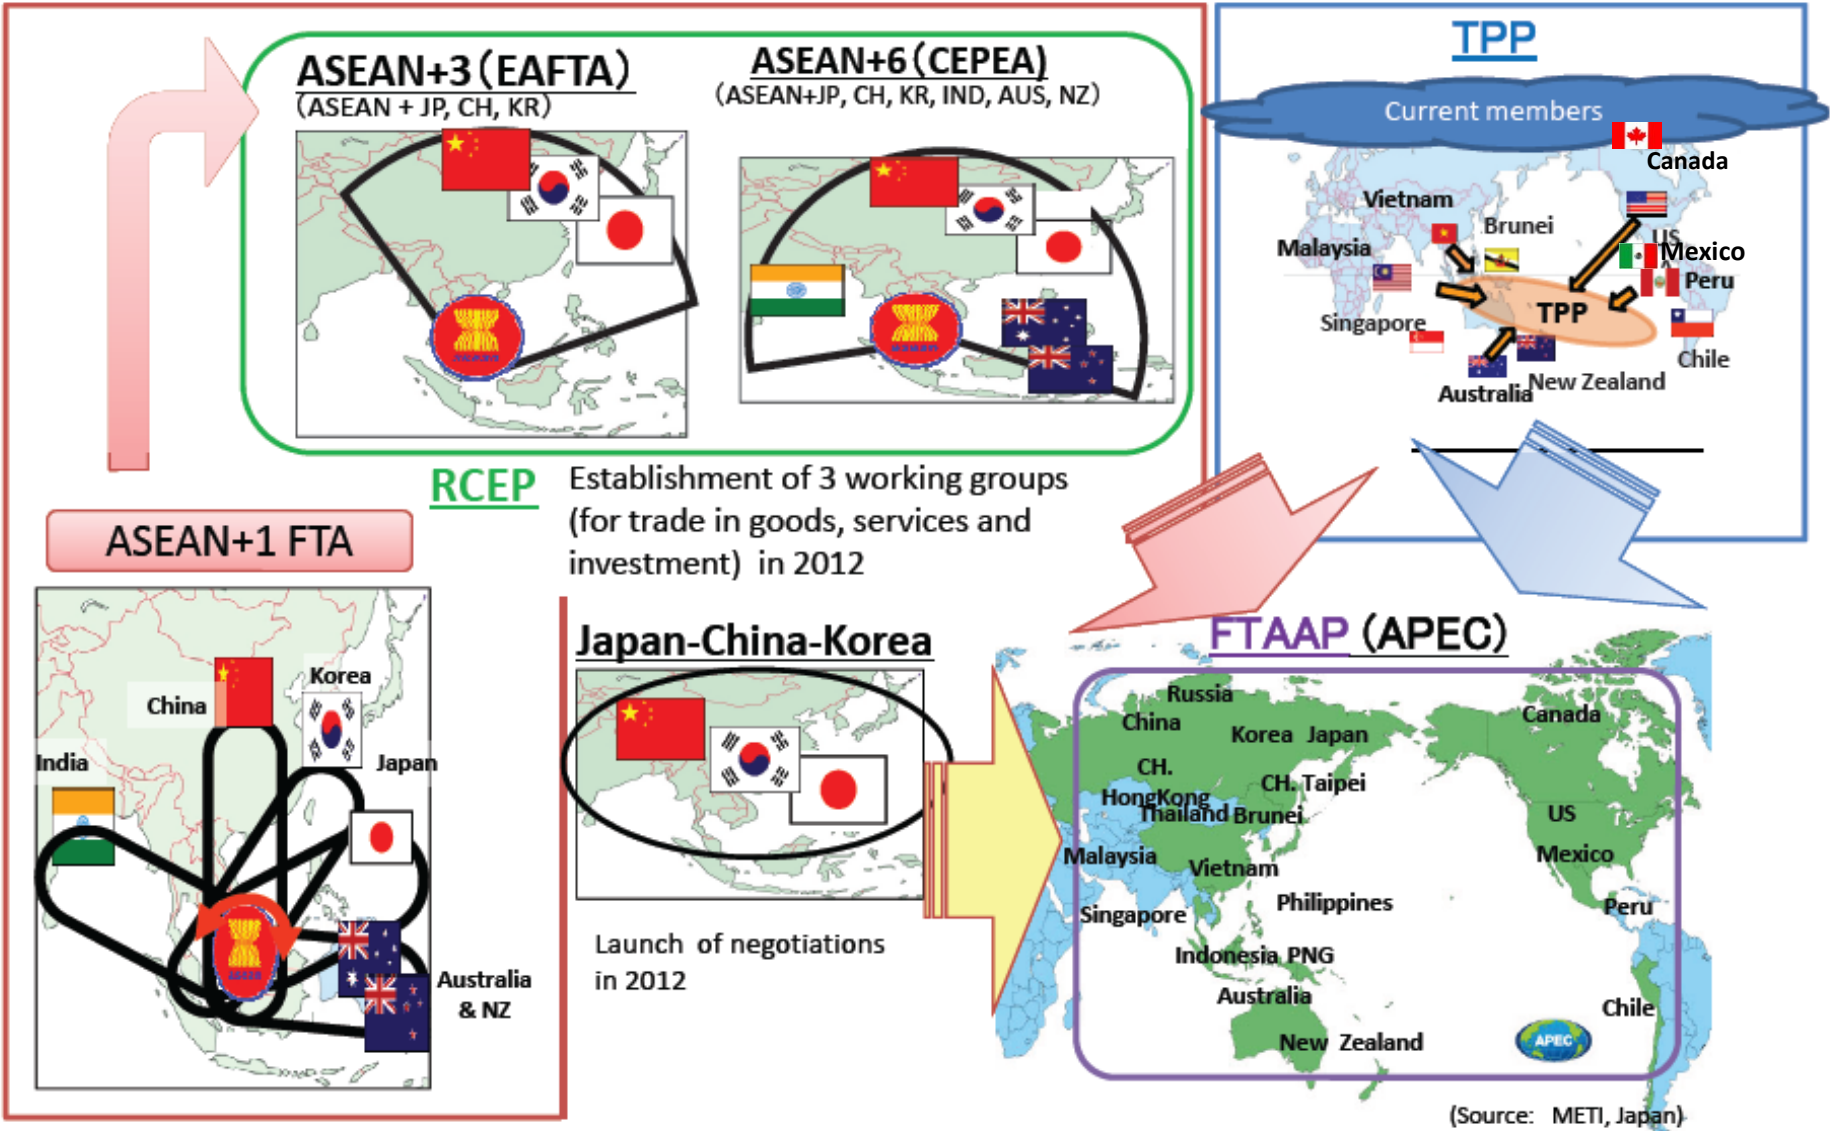 ASEAN+3(EAFTA)
(ASEAN + JP, CH, KR)
ASEAN+6(CEPEA)
(ASEAN+JP, CH, KR, IND, AUS, NZ)
TPP
Current members
Canada
Vietnam
Brunei
US
Mexico
Malaysia
Peru
TPP
Singapore
Chile
New Zealand
Australia
RCEP
Establishment of 3 working groups
(for trade in goods, services and
investment) in 2012
ASEAN+1 FTA
China
Korea
India
Japan
Australia
& NZ
Japan-China-Korea
Launch of negotiations
in 2012
FTAAP (APEC)
Russia
China
Korea Japan
Canada
CH.
HongKong
CH. Taipei
Thailand Brunei
US
Malaysia
Vietnam
Mexico
Philippines
Singapore
Peru
Indonesia PNG
Australia
Chile
New Zealand
APEC
(Source: METI, Japan)